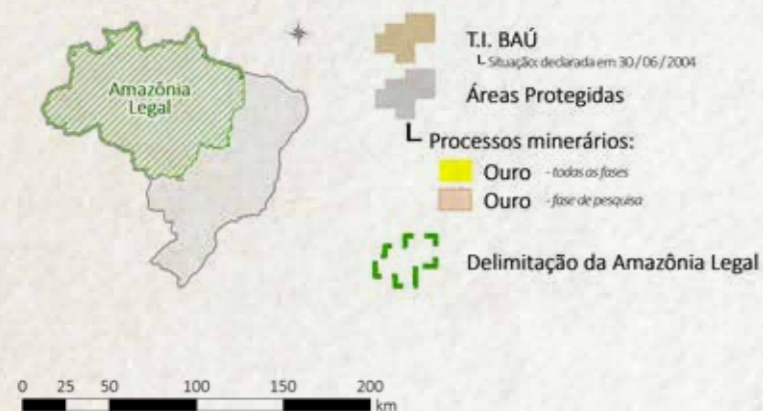 Amazônia
Legal
T.I. BAÚ
Situação: declarada em 30/06/2004
Áreas Protegidas
Processos minerários:
Ouro - todas as fases
Ouro - fase de pesquisa
Delimitação da Amazônia Legal
0 25 50 100 150 200
km